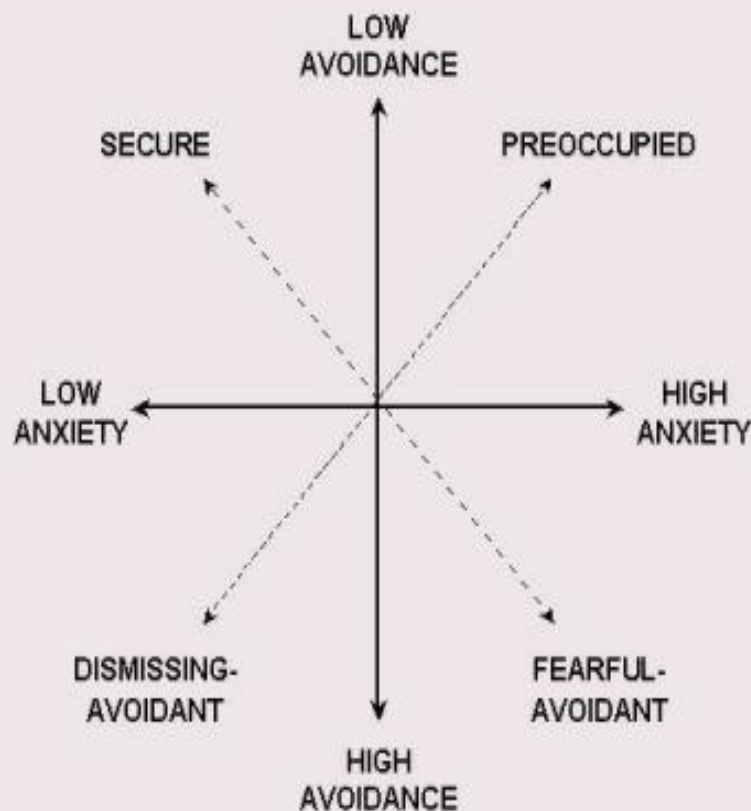 LOW
AVOIDANCE
SECURE
PREOCCUPIED
LOW
ANXIETY
HIGH
ANXIETY
DISMISSING-
AVOIDANT
FEARFUL-
AVOIDANT
HIGH
AVOIDANCE